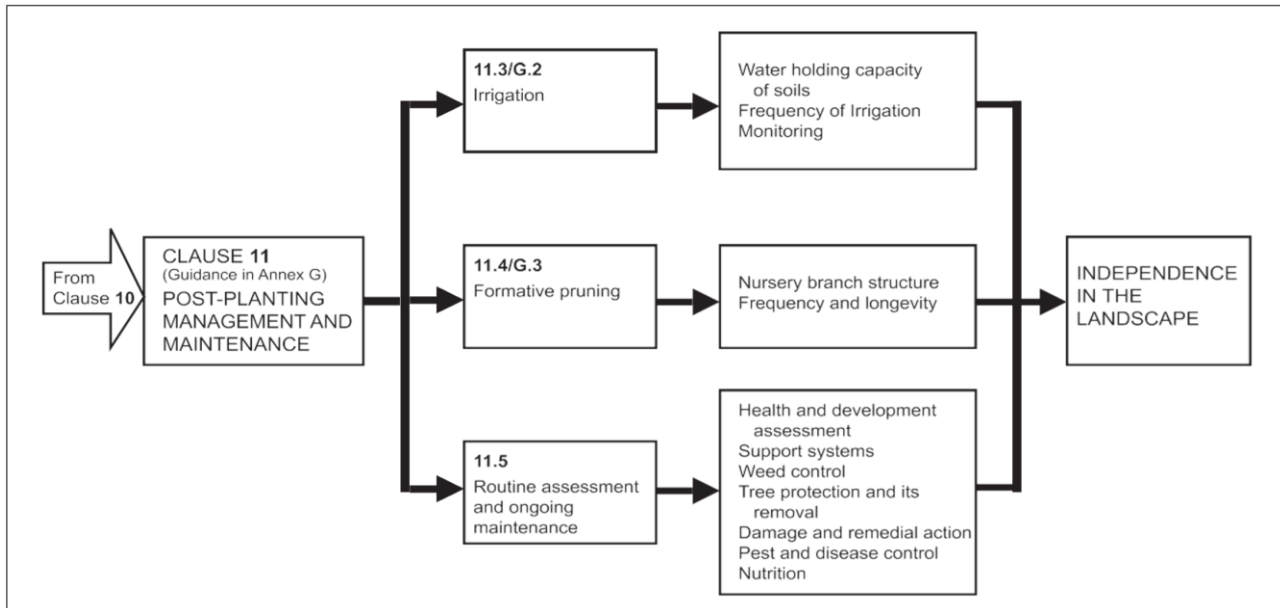 From
Clause 10
CLAUSE 11
(Guidance in Annex G)
POST-PLANTING
MANAGEMENT AND
MAINTENANCE
11.3/G.2
Irrigation
Water holding capacity
of soils
Frequency of Irrigation
Monitoring
11.4/G.3
Formative pruning
Nursery branch structure
Frequency and longevity
11.5
Routine assessment
and ongoing
maintenance
Health and development
assessment
Support systems
Weed control
Tree protection and its
removal
Damage and remedial action
Pest and disease control
Nutrition
INDEPENDENCE
IN THE
LANDSCAPE